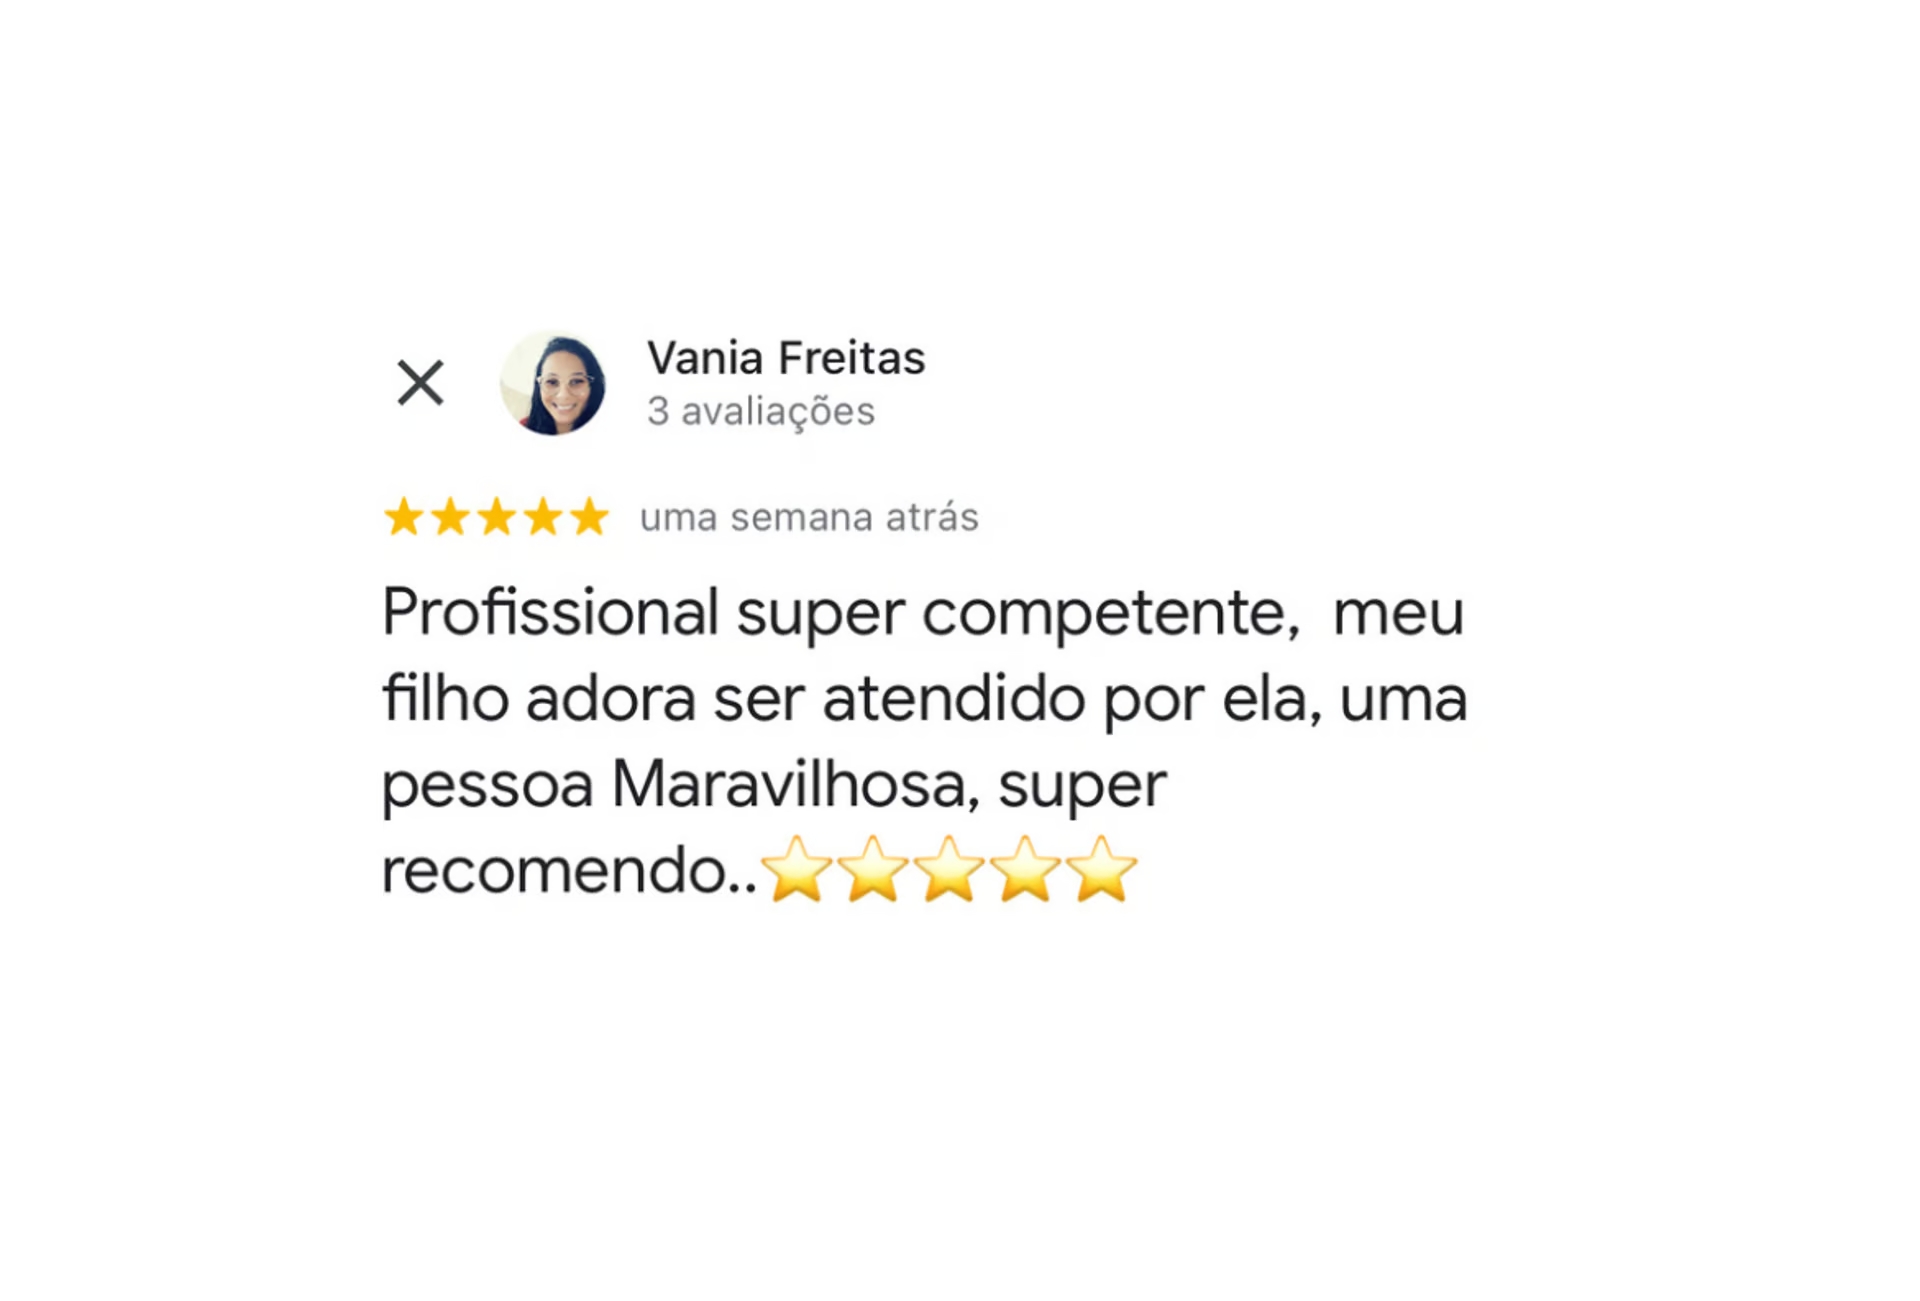 Vania Freitas
3 avaliações
uma semana atrás
Profissional super competente,  meu
filho adora ser atendido por ela, uma
pessoa Maravilhosa, super
recomendo..⭐⭐⭐⭐⭐